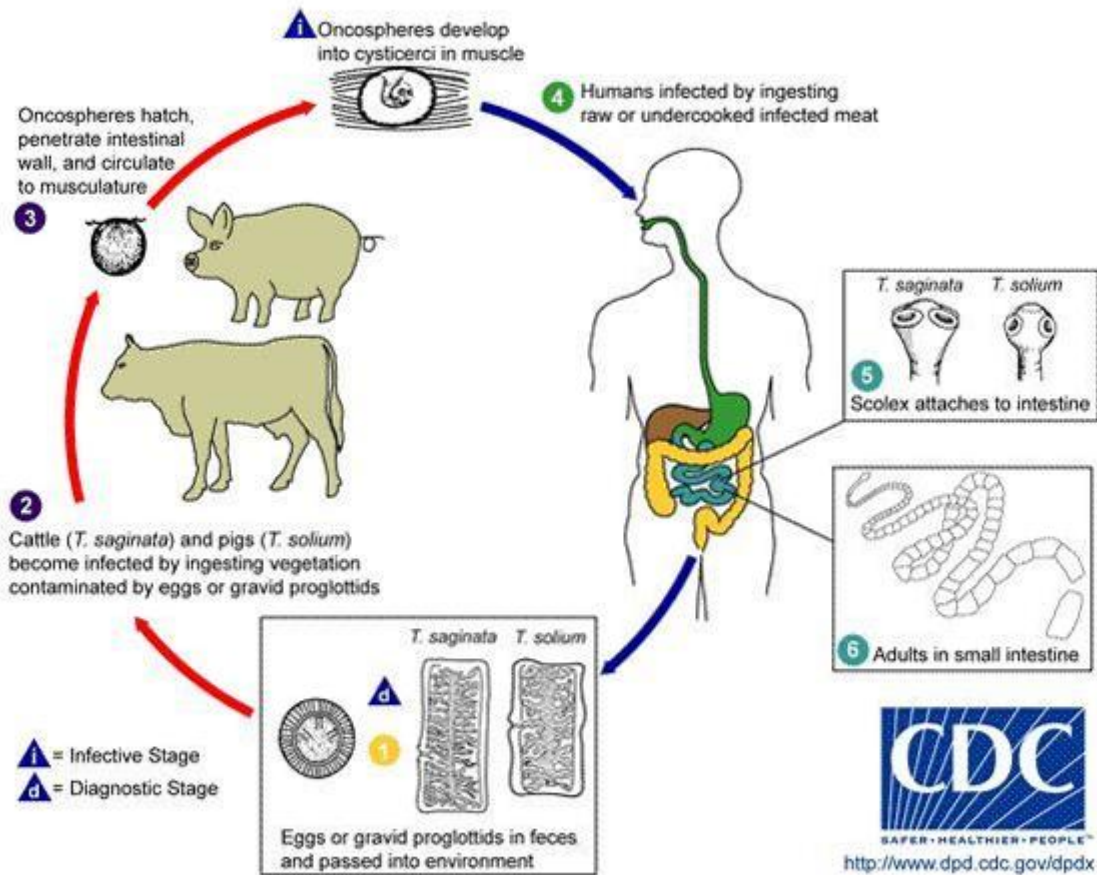 i
Oncospheres develop
into cysticerci in muscle
4
Humans infected by ingesting
raw or undercooked infected meat
Oncospheres hatch,
penetrate intestinal
wall, and circulate
to musculature
3
T. saginata T. solium
5
Scolex attaches to intestine
2
Cattle (T. saginata) and pigs (T. solium)
become infected by ingesting vegetation
contaminated by eggs or gravid proglottids
6
Adults in small intestine
T. saginata T. solium
d
1
Eggs or gravid proglottids in feces
and passed into environment
i = Infective Stage
d = Diagnostic Stage
CDC
SAFER·HEALTHIER·PEOPLE™
http://www.dpd.cdc.gov/dpdx